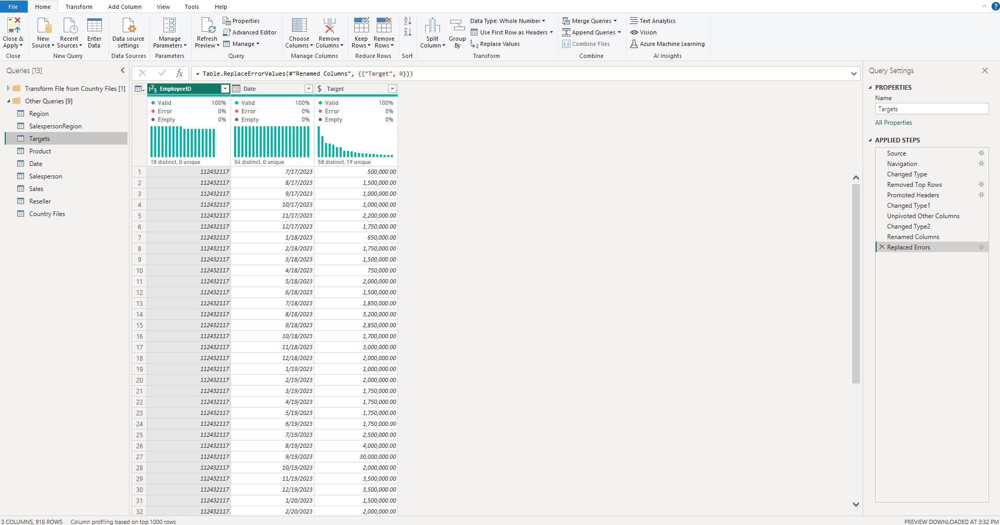 File Home Transform Add Column View Tools Help
Close & Apply
Close
New Source
Recent Sources
Enter Data
New Query
Data source settings
Data Sources
Manage Parameters
Parameters
Refresh Preview
Properties
Advanced Editor
Manage
Query
Choose Columns
Remove Columns
Manage Columns
Keep Rows
Remove Rows
Reduce Rows
Sort
Split Column
Group By
Data Type: Whole Number
Use First Row as Headers
Replace Values
Transform
Merge Queries
Append Queries
Combine Files
Combine
Text Analytics
Vision
Azure Machine Learning
AI Insights
Queries [13]
Transform File from Country Files [1]
Other Queries [9]
Region
SalespersonRegion
Targets
Product
Date
Salesperson
Sales
Reseller
Country Files
fx = Table.ReplaceErrorValues(#"Renamed Columns", {{"Target", 0}})
123 EmployeeID Date $ Target
Valid 100% Valid 100% Valid 100%
Error 0% Error 0% Error 0%
Empty 0% Empty 0% Empty 0%
18 distinct, 0 unique 54 distinct, 0 unique 58 distinct, 19 unique
1 112432117 7/17/2023 500,000.00
2 112432117 8/17/2023 1,500,000.00
3 112432117 9/17/2023 1,000,000.00
4 112432117 10/17/2023 1,000,000.00
5 112432117 11/17/2023 2,200,000.00
6 112432117 12/17/2023 1,750,000.00
7 112432117 1/18/2023 650,000.00
8 112432117 2/18/2023 1,750,000.00
9 112432117 3/18/2023 1,500,000.00
10 112432117 4/18/2023 750,000.00
11 112432117 5/18/2023 2,000,000.00
12 112432117 6/18/2023 1,500,000.00
13 112432117 7/18/2023 1,850,000.00
14 112432117 8/18/2023 3,200,000.00
15 112432117 9/18/2023 2,850,000.00
16 112432117 10/18/2023 1,700,000.00
17 112432117 11/18/2023 3,000,000.00
18 112432117 12/18/2023 2,000,000.00
19 112432117 1/19/2023 1,000,000.00
20 112432117 2/19/2023 2,000,000.00
21 112432117 3/19/2023 1,750,000.00
22 112432117 4/19/2023 1,750,000.00
23 112432117 5/19/2023 1,750,000.00
24 112432117 6/19/2023 1,750,000.00
25 112432117 7/19/2023 2,500,000.00
26 112432117 8/19/2023 4,000,000.00
27 112432117 9/19/2023 30,000,000.00
28 112432117 10/19/2023 2,000,000.00
29 112432117 11/19/2023 3,500,000.00
30 112432117 12/19/2023 3,500,000.00
31 112432117 1/20/2023 1,500,000.00
32 112432117 2/20/2023 2,000,000.00
Query Settings
PROPERTIES
Name
Targets
All Properties
APPLIED STEPS
Source
Navigation
Changed Type
Removed Top Rows
Promoted Headers
Changed Type1
Unpivoted Other Columns
Changed Type2
Renamed Columns
Replaced Errors
3 COLUMNS, 918 ROWS Column profiling based on top 1000 rows
PREVIEW DOWNLOADED AT 3:32 PM